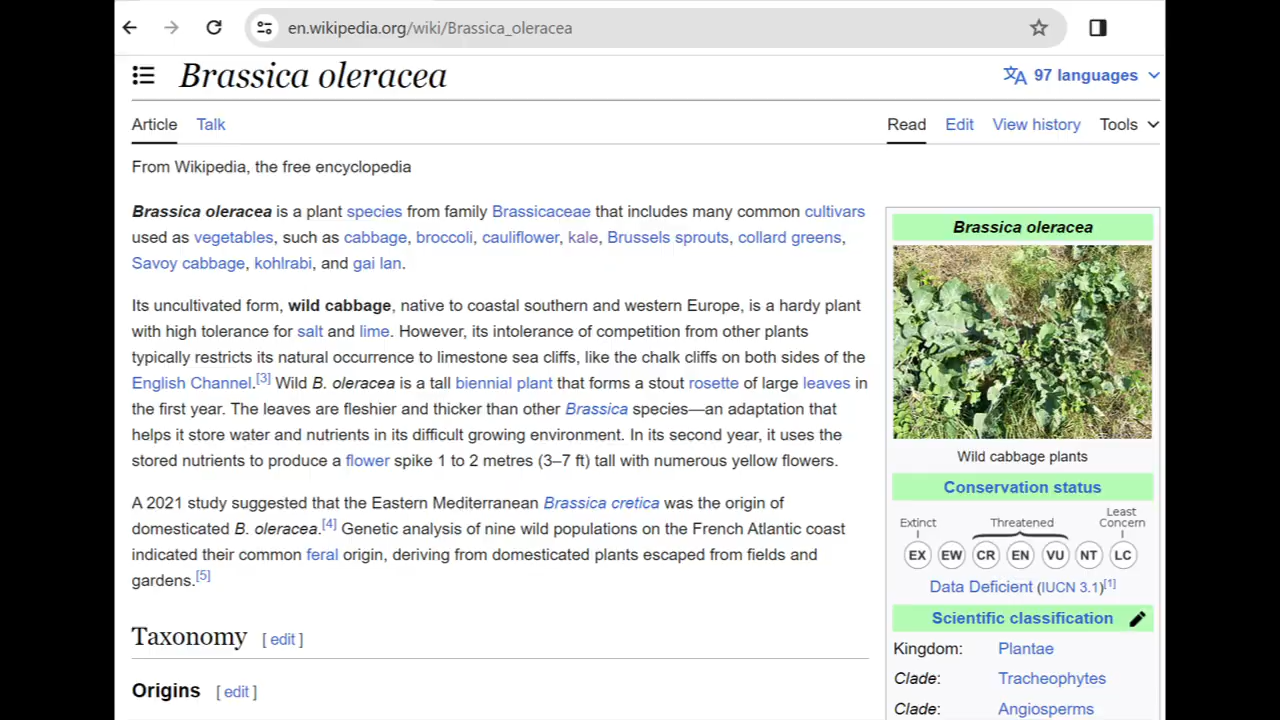 en.wikipedia.org/wiki/Brassica_oleracea
Brassica oleracea
97 languages
Article Talk
Read Edit View history Tools
From Wikipedia, the free encyclopedia
Brassica oleracea is a plant species from family Brassicaceae that includes many common cultivars
used as vegetables, such as cabbage, broccoli, cauliflower, kale, Brussels sprouts, collard greens,
Savoy cabbage, kohlrabi, and gai lan.
Its uncultivated form, wild cabbage, native to coastal southern and western Europe, is a hardy plant
with high tolerance for salt and lime. However, its intolerance of competition from other plants
typically restricts its natural occurrence to limestone sea cliffs, like the chalk cliffs on both sides of the
English Channel.[3] Wild B. oleracea is a tall biennial plant that forms a stout rosette of large leaves in
the first year. The leaves are fleshier and thicker than other Brassica species—an adaptation that
helps it store water and nutrients in its difficult growing environment. In its second year, it uses the
stored nutrients to produce a flower spike 1 to 2 metres (3–7 ft) tall with numerous yellow flowers.
A 2021 study suggested that the Eastern Mediterranean Brassica cretica was the origin of
domesticated B. oleracea.[4] Genetic analysis of nine wild populations on the French Atlantic coast
indicated their common feral origin, deriving from domesticated plants escaped from fields and
gardens.[5]
Taxonomy [ edit ]
Origins [ edit ]
Brassica oleracea
Wild cabbage plants
Conservation status
Extinct Threatened Least
Concern
EX EW CR EN VU NT LC
Data Deficient (IUCN 3.1)[1]
Scientific classification
Kingdom: Plantae
Clade: Tracheophytes
Clade: Angiosperms